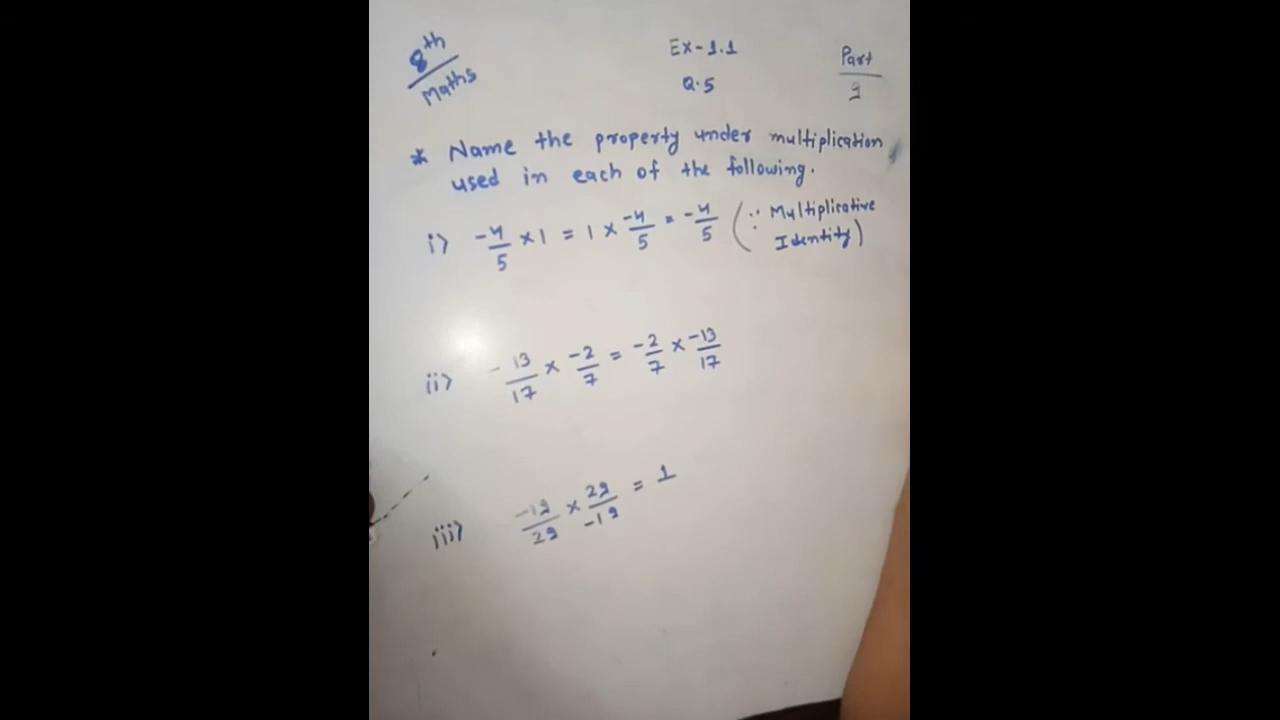 8th
Maths
Ex-1.1
Q.5
Part
9
* Name the property under multiplication
used in each of the following.
i) -4/5 × 1 = 1 × -4/5 = -4/5 (∵ Multiplicative
Identity)
ii) -13/17 × -2/7 = -2/7 × -13/17
iii) -19/29 × 29/-19 = 1